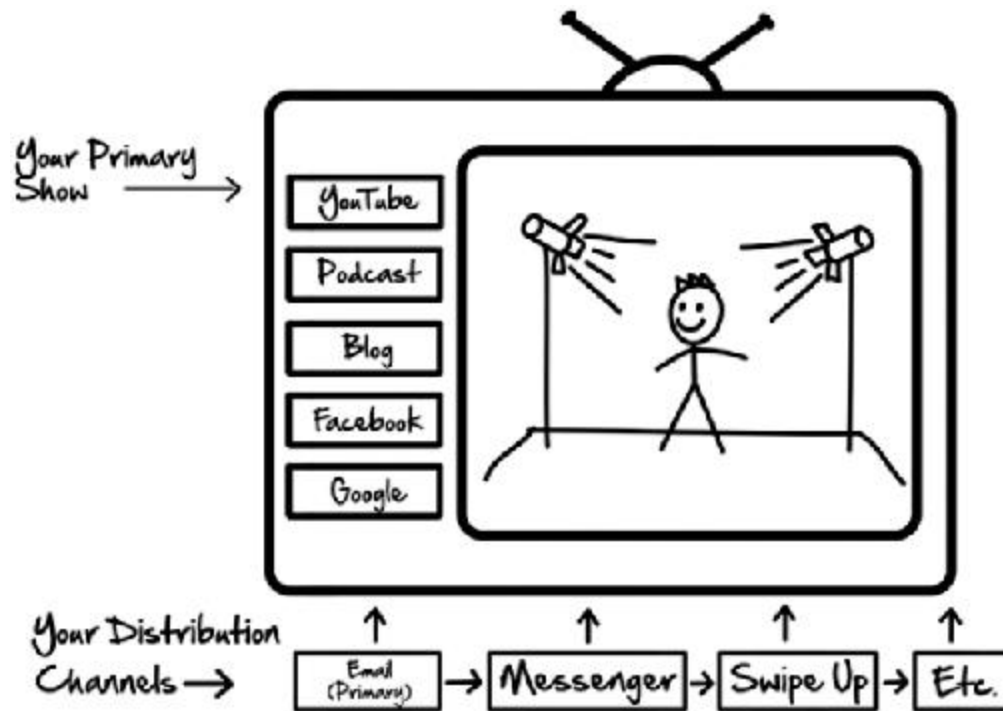 Your Primary
Show
YouTube
Podcast
Blog
Facebook
Google
Your Distribution
Channels
Email
(Primary)
Messenger
Swipe Up
Etc.